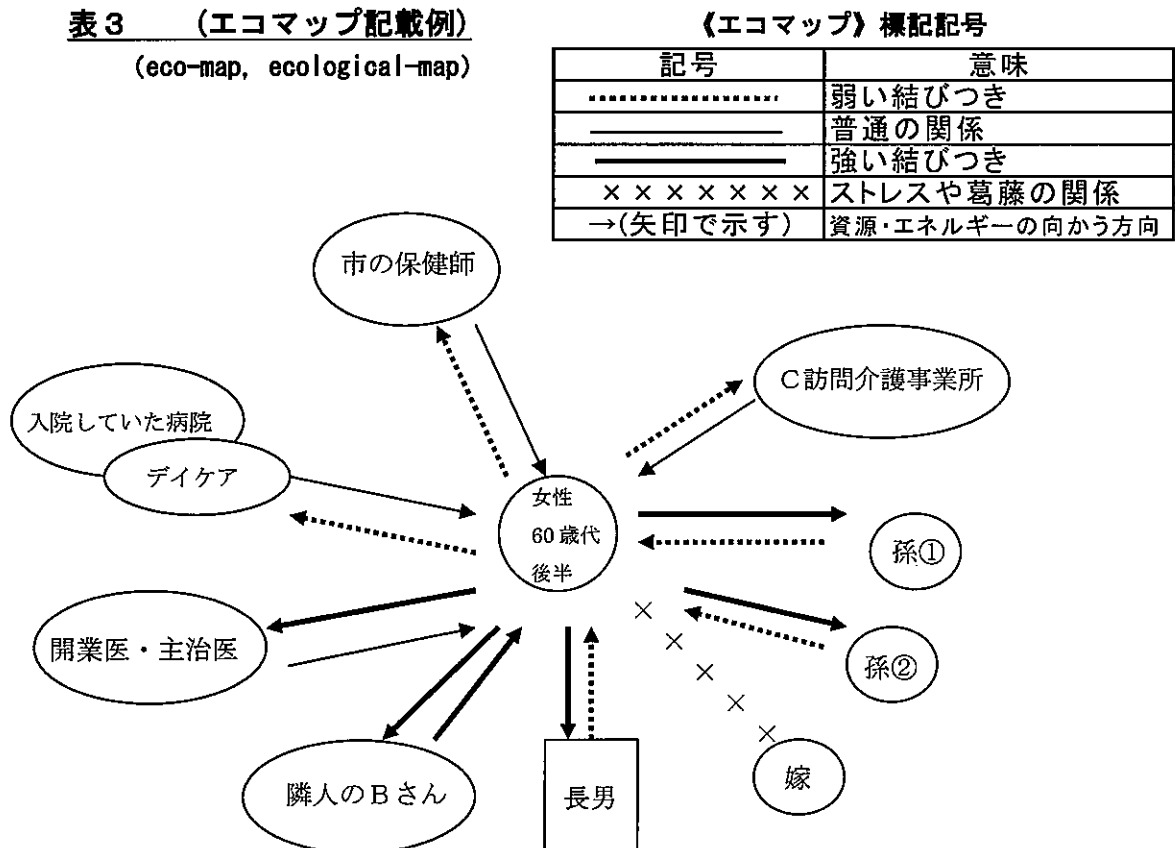 表3 (エコマップ記載例)
(eco-map, ecological-map)
《エコマップ》標記記号
記号 意味
弱い結びつき
普通の関係
強い結びつき
× × × × × × × ストレスや葛藤の関係
→(矢印で示す) 資源・エネルギーの向かう方向
市の保健師
C訪問介護事業所
入院していた病院
デイケア
女性
60歳代
後半
孫①
開業医・主治医
孫②
隣人のBさん
長男
嫁